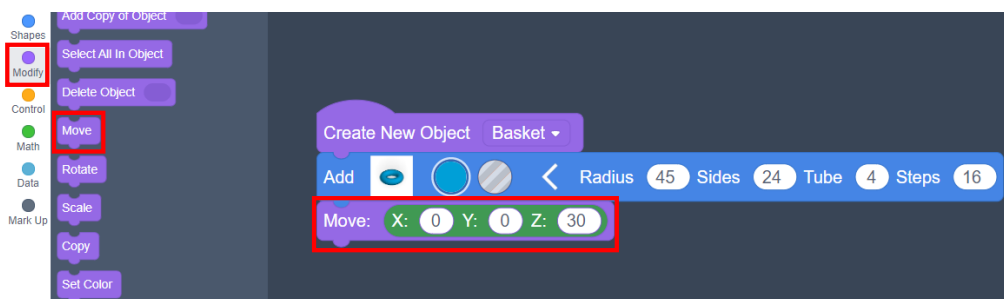 Shapes
Modify
Control
Math
Data
Mark Up
Add Copy of Object
Select All In Object
Delete Object
Move
Rotate
Scale
Copy
Set Color
Create New Object Basket
Add Radius 45 Sides 24 Tube 4 Steps 16
Move: X: 0 Y: 0 Z: 30